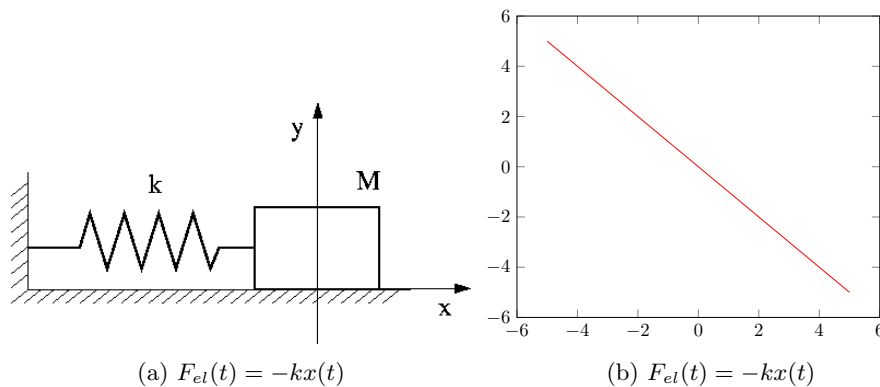 y
M
k
x
(a) F_{el}(t) = −kx(t)
6
4
2
0
−2
−4
−6
−6 −4 −2 0 2 4 6
(b) F_{el}(t) = −kx(t)